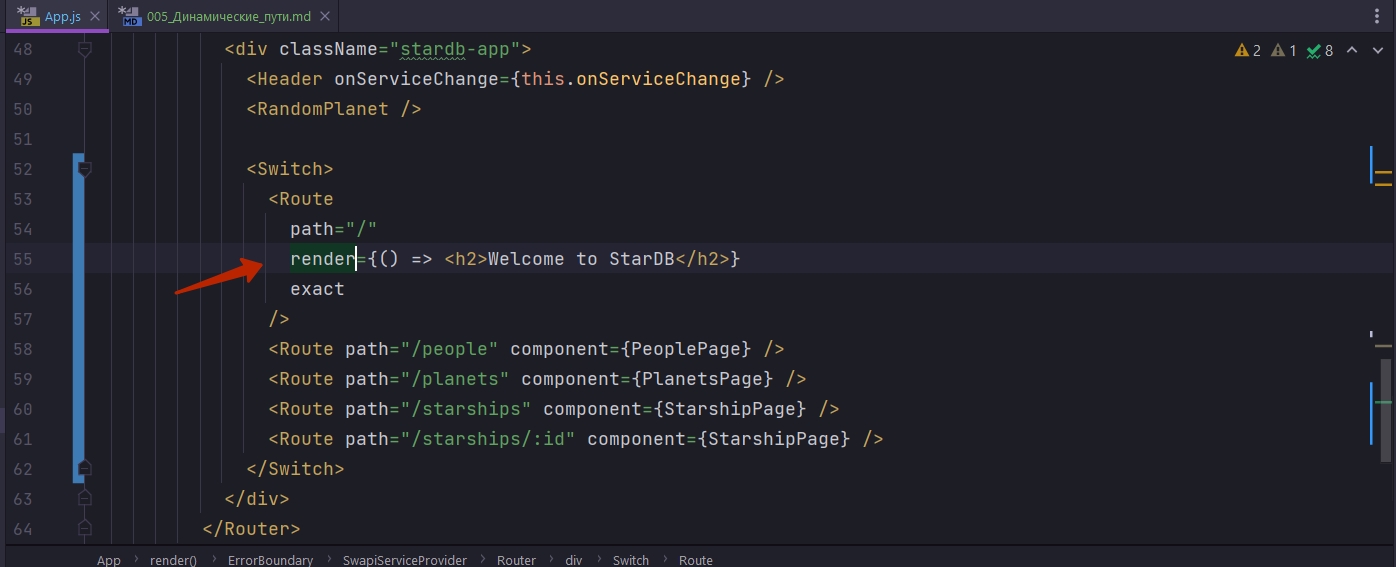 JS App.js MD 005_Динамические_пути.md
48 <div className="stardb-app"> 2 1 8
49 <Header onServiceChange={this.onServiceChange} />
50 <RandomPlanet />
51
52 <Switch>
53 <Route
54 path="/"
55 render={() => <h2>Welcome to StarDB</h2>}
56 exact
57 />
58 <Route path="/people" component={PeoplePage} />
59 <Route path="/planets" component={PlanetsPage} />
60 <Route path="/starships" component={StarshipPage} />
61 <Route path="/starships/:id" component={StarshipPage} />
62 </Switch>
63 </div>
64 </Router>
App › render() › ErrorBoundary › SwapiServiceProvider › Router › div › Switch › Route